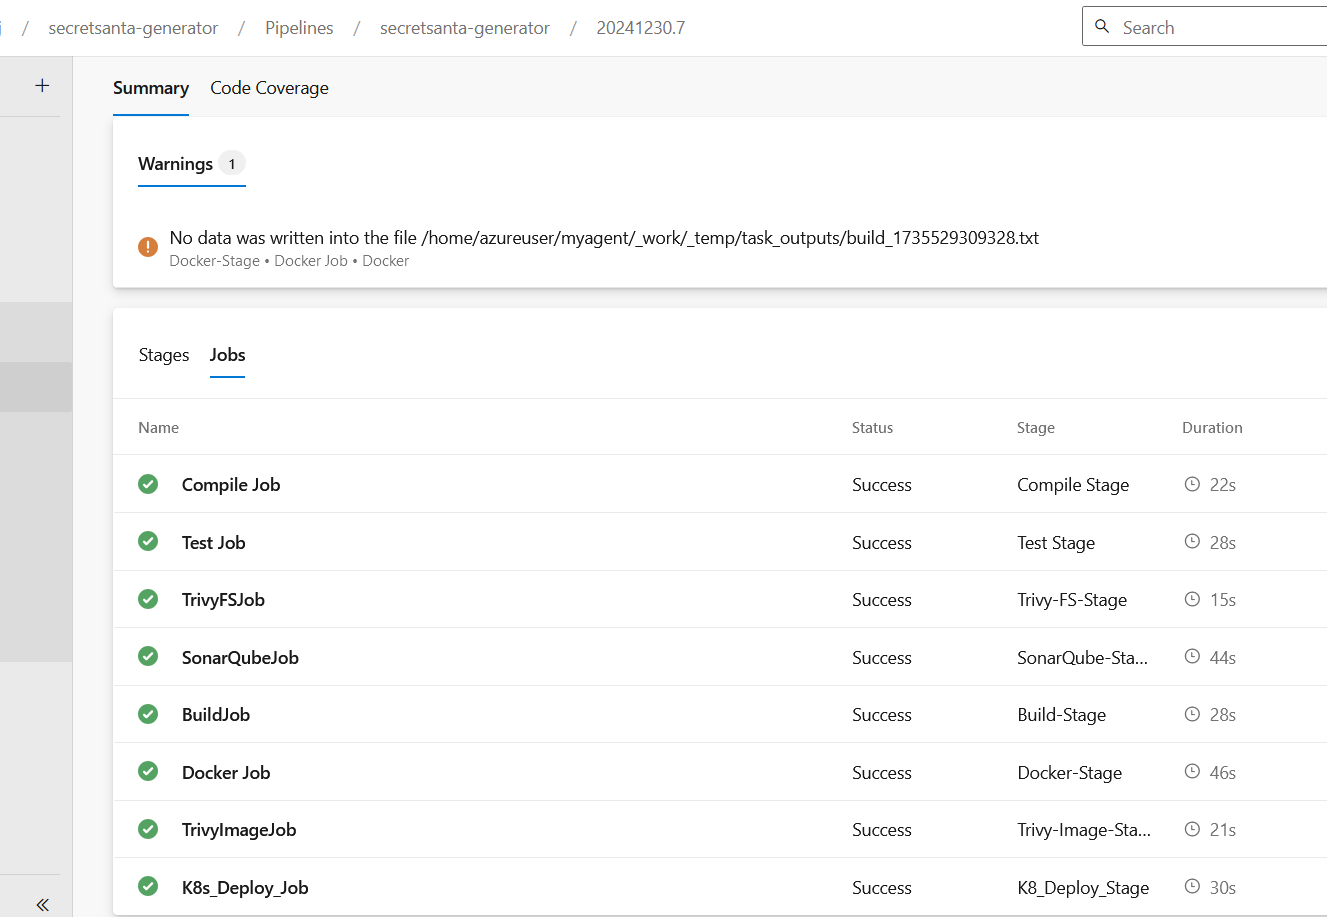 / secretsanta-generator / Pipelines / secretsanta-generator / 20241230.7
Search
Summary Code Coverage
Warnings 1
No data was written into the file /home/azureuser/myagent/_work/_temp/task_outputs/build_1735529309328.txt
Docker-Stage • Docker Job • Docker
Stages Jobs
Name Status Stage Duration
Compile Job Success Compile Stage 22s
Test Job Success Test Stage 28s
TrivyFSJob Success Trivy-FS-Stage 15s
SonarQubeJob Success SonarQube-Sta... 44s
BuildJob Success Build-Stage 28s
Docker Job Success Docker-Stage 46s
TrivyImageJob Success Trivy-Image-Sta... 21s
K8s_Deploy_Job Success K8_Deploy_Stage 30s